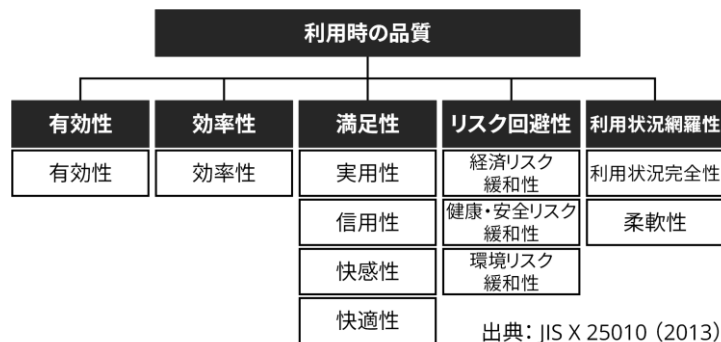 利用時の品質
有効性
効率性
満足性
リスク回避性
利用状況網羅性
有効性
効率性
実用性
経済リスク
緩和性
利用状況完全性
信用性
健康・安全リスク
緩和性
柔軟性
快感性
環境リスク
緩和性
快適性
出典: JIS X 25010 (2013)